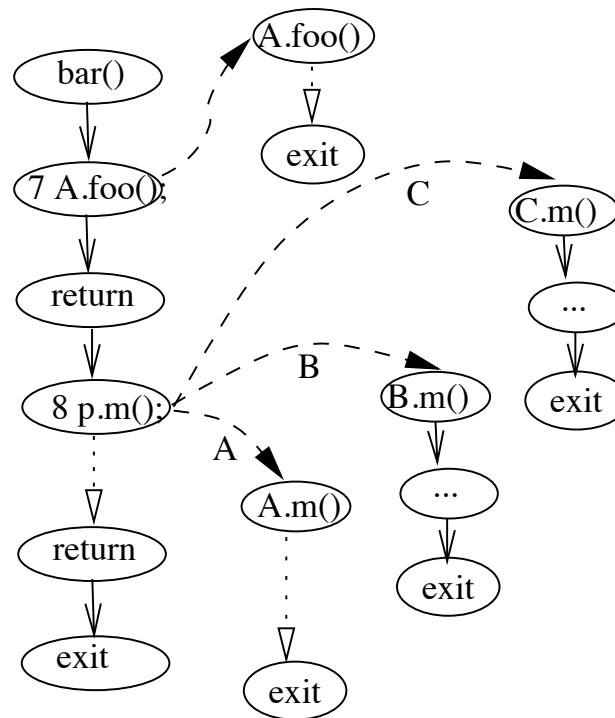 A.foo()
bar()
exit
7 A.foo();
C
C.m()
return
...
B
exit
8 p.m();
B.m()
A
...
A.m()
return
exit
exit
exit